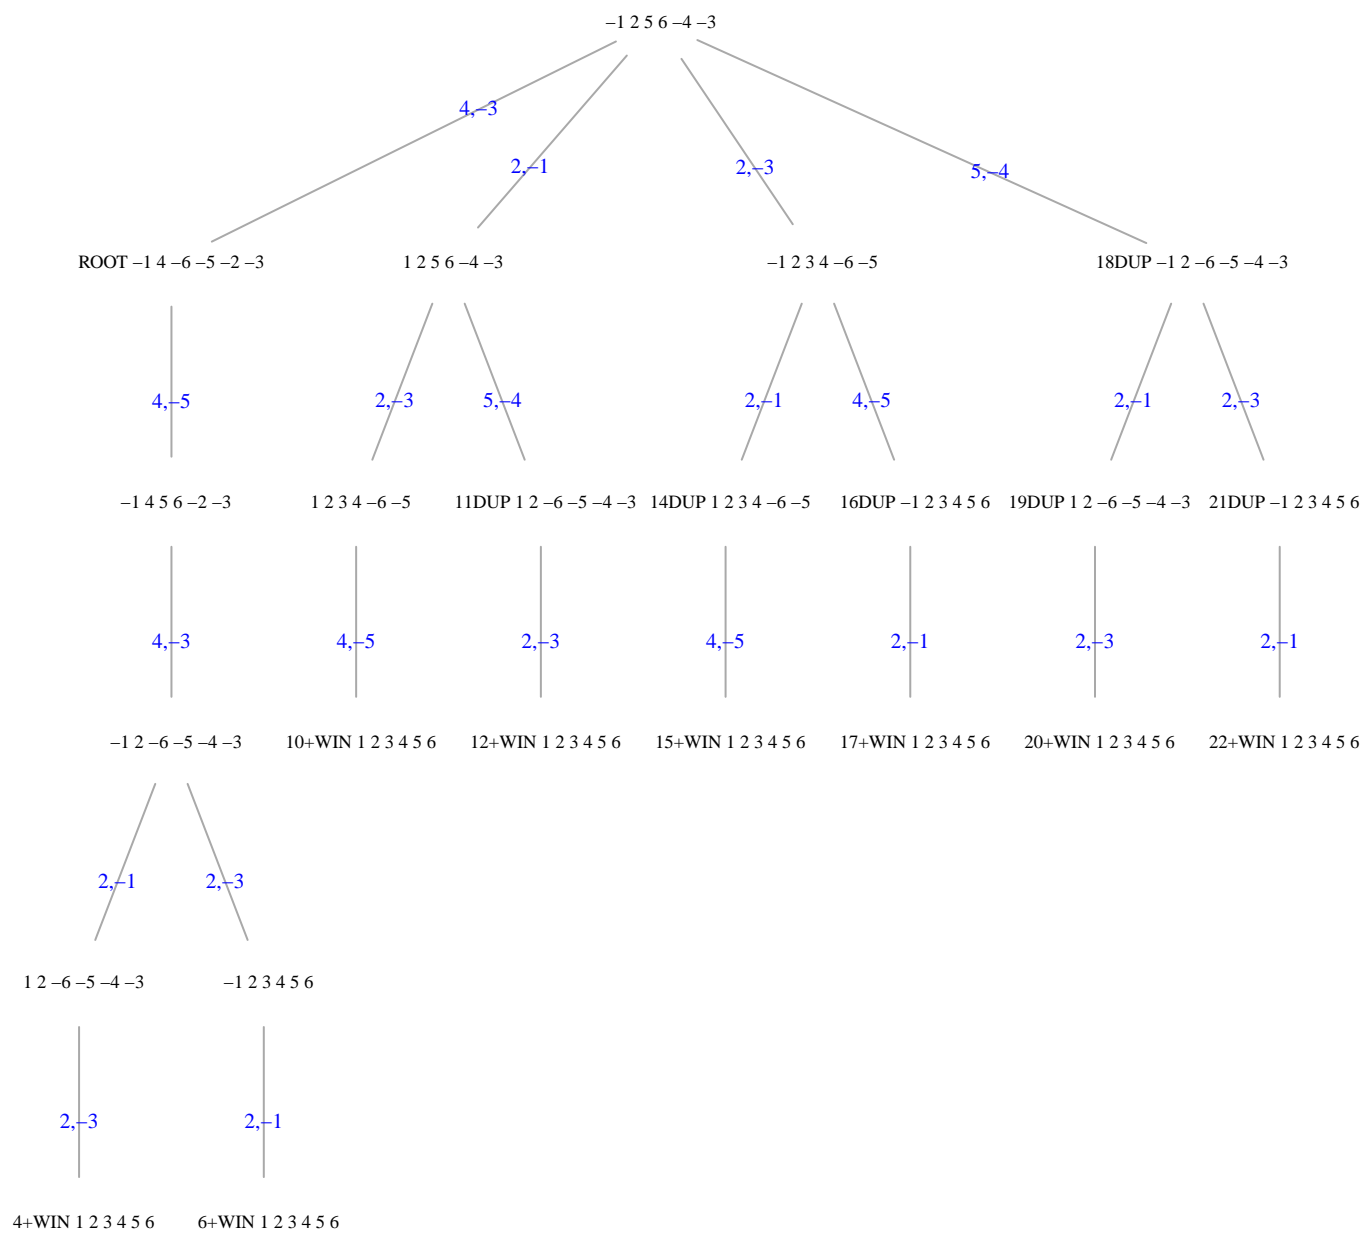 –1 2 5 6 –4 –3
4,–3
2,–1
2,–3
5,–4
ROOT –1 4 –6 –5 –2 –3
1 2 5 6 –4 –3
–1 2 3 4 –6 –5
18DUP –1 2 –6 –5 –4 –3
4,–5
2,–3
5,–4
2,–1
4,–5
2,–1
2,–3
–1 4 5 6 –2 –3
1 2 3 4 –6 –5
11DUP 1 2 –6 –5 –4 –3
14DUP 1 2 3 4 –6 –5
16DUP –1 2 3 4 5 6
19DUP 1 2 –6 –5 –4 –3
21DUP –1 2 3 4 5 6
4,–3
4,–5
2,–3
4,–5
2,–1
2,–3
2,–1
–1 2 –6 –5 –4 –3
10+WIN 1 2 3 4 5 6
12+WIN 1 2 3 4 5 6
15+WIN 1 2 3 4 5 6
17+WIN 1 2 3 4 5 6
20+WIN 1 2 3 4 5 6
22+WIN 1 2 3 4 5 6
2,–1
2,–3
1 2 –6 –5 –4 –3
–1 2 3 4 5 6
2,–3
2,–1
4+WIN 1 2 3 4 5 6
6+WIN 1 2 3 4 5 6